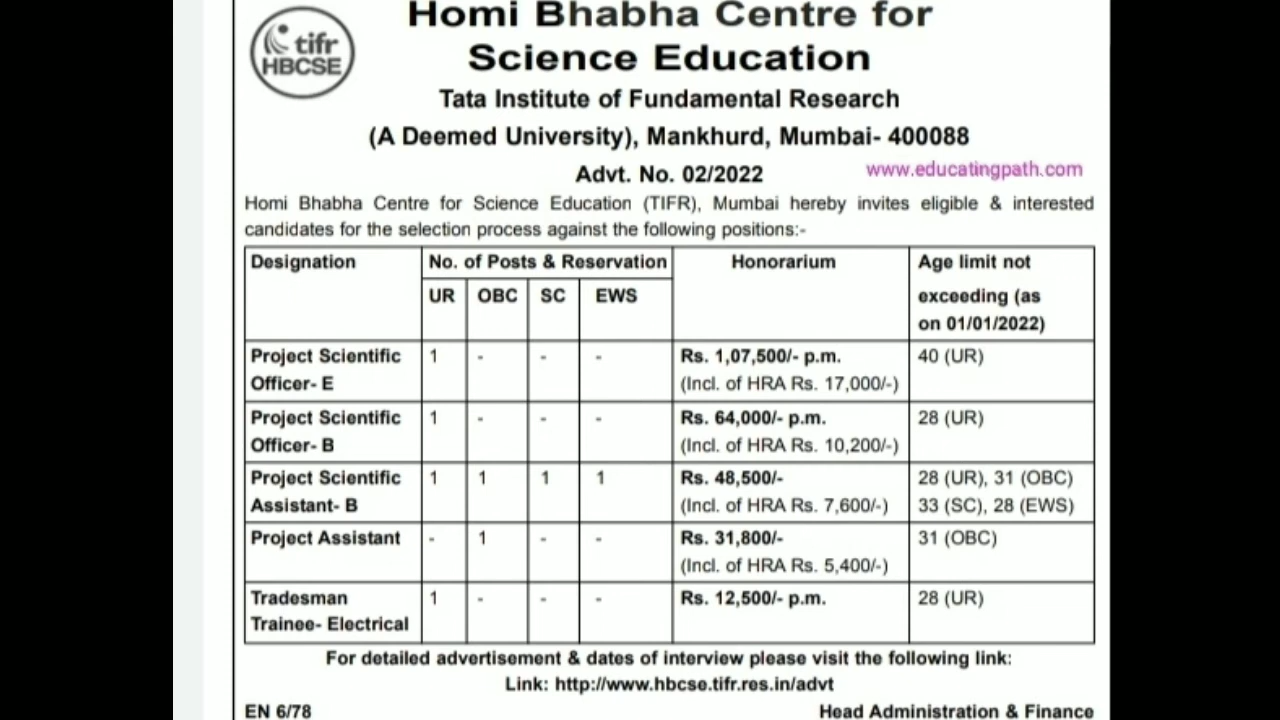 Homi Bhabha Centre for
Science Education
tifr
HBCSE
Tata Institute of Fundamental Research
(A Deemed University), Mankhurd, Mumbai- 400088
Advt. No. 02/2022
www.educatingpath.com
Homi Bhabha Centre for Science Education (TIFR), Mumbai hereby invites eligible & interested
candidates for the selection process against the following positions:-
Designation No. of Posts & Reservation Honorarium Age limit not
exceeding (as
on 01/01/2022)
UR OBC SC EWS
Project Scientific 1 - - - Rs. 1,07,500/- p.m. 40 (UR)
Officer- E (Incl. of HRA Rs. 17,000/-)
Project Scientific 1 - - - Rs. 64,000/- p.m. 28 (UR)
Officer- B (Incl. of HRA Rs. 10,200/-)
Project Scientific 1 1 1 1 Rs. 48,500/- 28 (UR), 31 (OBC)
Assistant- B (Incl. of HRA Rs. 7,600/-) 33 (SC), 28 (EWS)
Project Assistant - 1 - - Rs. 31,800/- 31 (OBC)
(Incl. of HRA Rs. 5,400/-)
Tradesman 1 - - - Rs. 12,500/- p.m. 28 (UR)
Trainee- Electrical
For detailed advertisement & dates of interview please visit the following link:
Link: http://www.hbcse.tifr.res.in/advt
EN 6/78 Head Administration & Finance